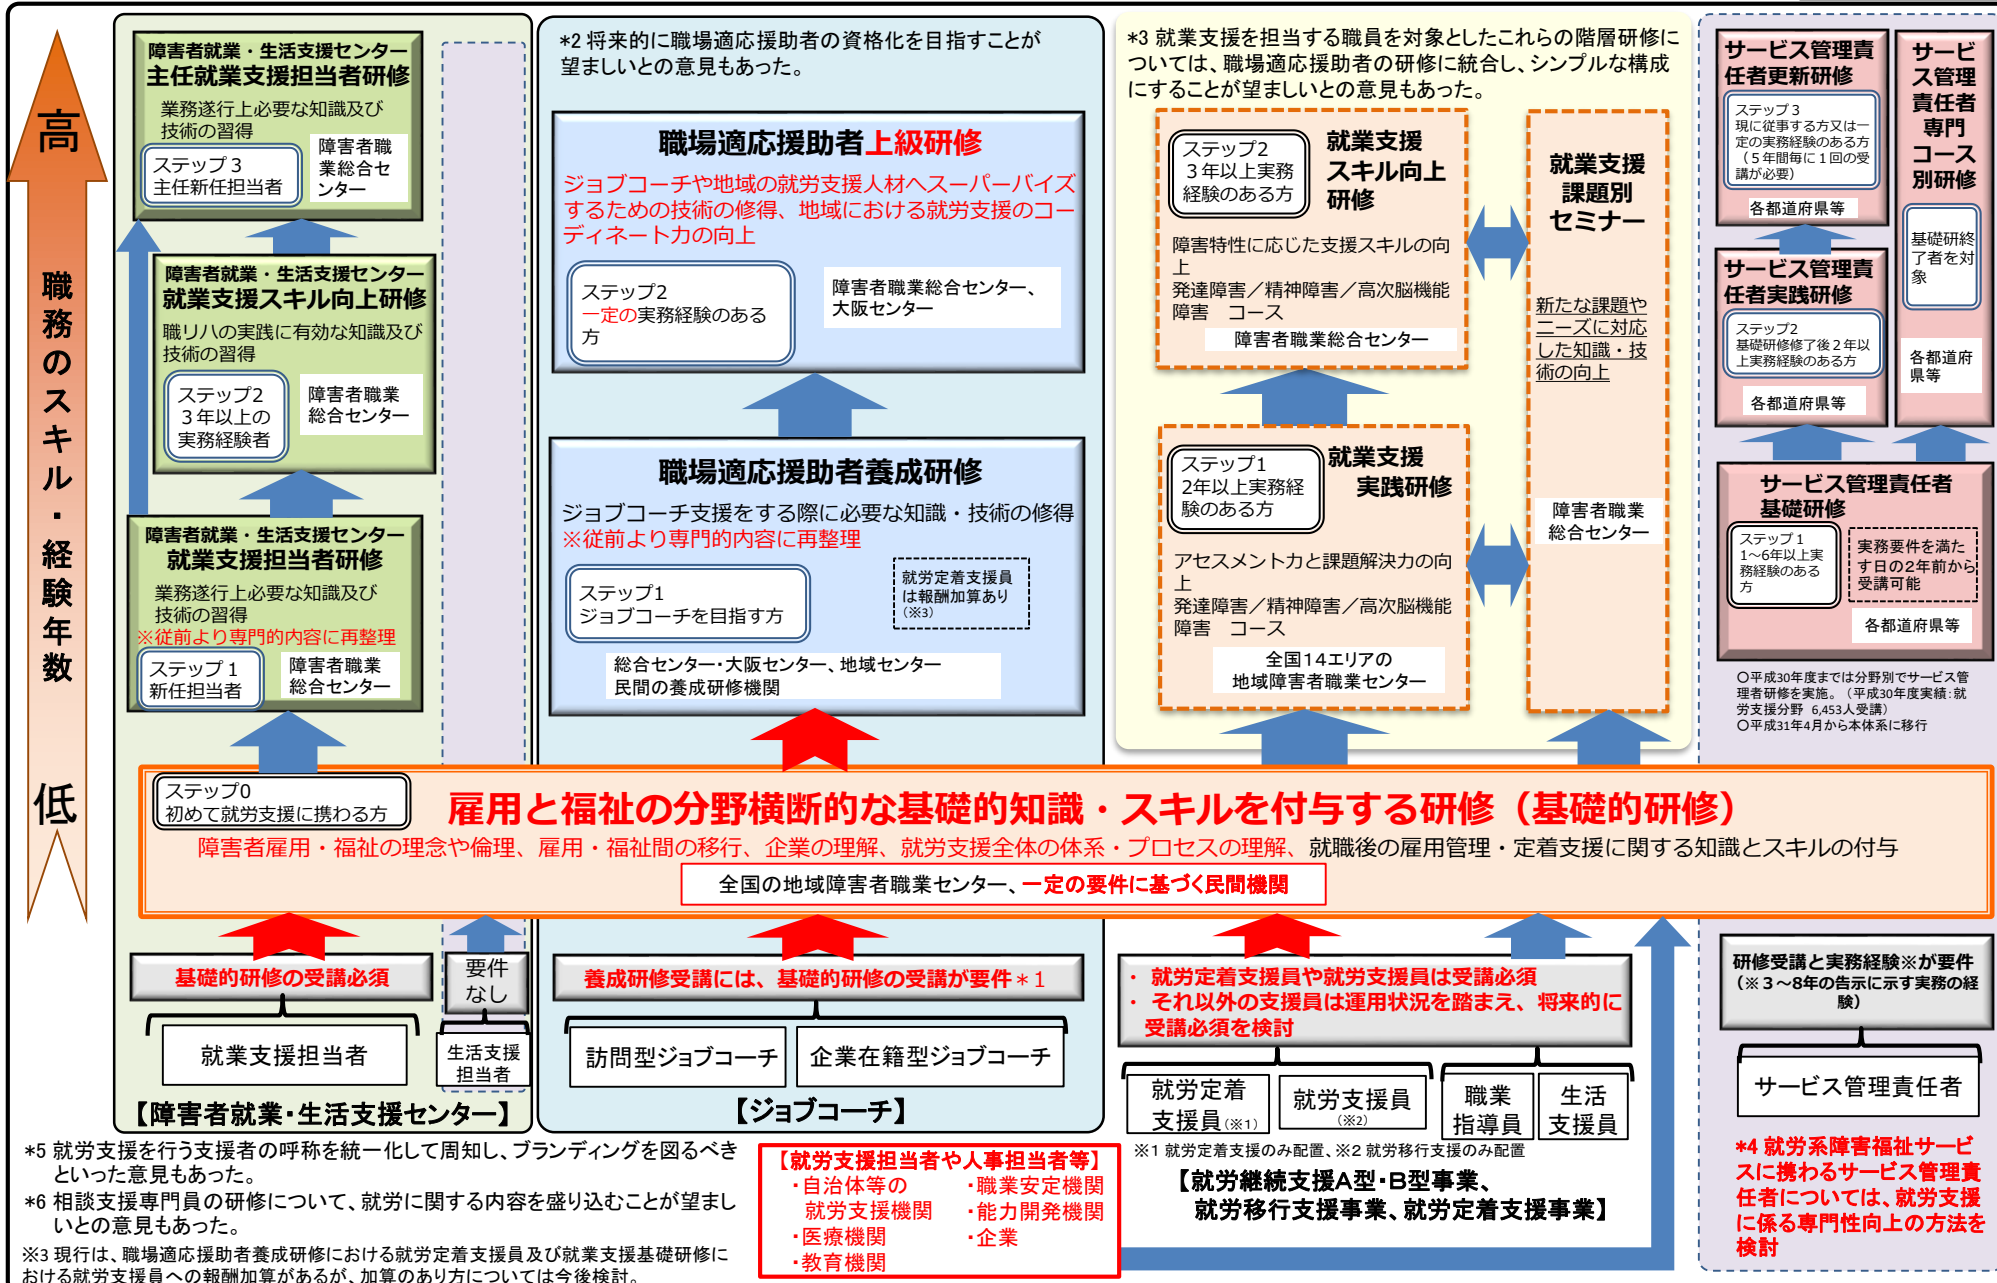 高
職務のスキル・経験年数
低
障害者就業・生活支援センター
主任就業支援担当者研修
業務遂行上必要な知識及び
技術の習得
ステップ３
主任新任担当者
障害者職
業総合セ
ンター
障害者就業・生活支援センター
就業支援スキル向上研修
職リハの実践に有効な知識及び
技術の習得
ステップ2
３年以上の
実務経験者
障害者職業
総合センター
障害者就業・生活支援センター
就業支援担当者研修
業務遂行上必要な知識及び
技術の習得
※従前より専門的内容に再整理
ステップ１
新任担当者
障害者職業
総合センター
*2 将来的に職場適応援助者の資格化を目指すことが
望ましいとの意見もあった。
職場適応援助者上級研修
ジョブコーチや地域の就労支援人材へスーパーバイズ
するための技術の修得、地域における就労支援のコー
ディネート力の向上
ステップ2
一定の実務経験のある
方
障害者職業総合センター、
大阪センター
職場適応援助者養成研修
ジョブコーチ支援をする際に必要な知識・技術の修得
※従前より専門的内容に再整理
ステップ1
ジョブコーチを目指す方
就労定着支援員
は報酬加算あり
（※3）
総合センター・大阪センター、地域センター
民間の養成研修機関
*3 就業支援を担当する職員を対象としたこれらの階層研修に
ついては、職場適応援助者の研修に統合し、シンプルな構成
にすることが望ましいとの意見もあった。
ステップ2
３年以上実務
経験のある方
就業支援
スキル向上
研修
障害特性に応じた支援スキルの向
上
発達障害／精神障害／高次脳機能
障害　コース
障害者職業総合センター
ステップ1
2年以上実務経
験のある方
就業支援
実践研修
アセスメント力と課題解決力の向
上
発達障害／精神障害／高次脳機能
障害　コース
全国14エリアの
地域障害者職業センター
就業支援
課題別
セミナー
新たな課題や
ニーズに対応
した知識・技
術の向上
障害者職業
総合センター
サービス管理責
任者更新研修
ステップ３
現に従事する方又は一
定の実務経験のある方
（５年間毎に１回の受
講が必要）
各都道府県等
サービス管理責
任者実践研修
ステップ2
基礎研修修了後２年以
上実務経験のある方
各都道府県等
サービ
ス管理
責任者
専門
コース
別研修
基礎研終
了者を対
象
各都道府
県等
サービス管理責任者
基礎研修
ステップ１
1～6年以上実
務経験のある
方
実務要件を満た
す日の2年前から
受講可能
各都道府県等
○平成30年度までは分野別でサービス管
理者研修を実施。（平成30年度実績：就
労支援分野 6,453人受講）
○平成31年4月から本体系に移行
ステップ0
初めて就労支援に携わる方
雇用と福祉の分野横断的な基礎的知識・スキルを付与する研修（基礎的研修）
障害者雇用・福祉の理念や倫理、雇用・福祉間の移行、企業の理解、就労支援全体の体系・プロセスの理解、就職後の雇用管理・定着支援に関する知識とスキルの付与
全国の地域障害者職業センター、一定の要件に基づく民間機関
基礎的研修の受講必須
要件
なし
就業支援担当者
生活支援
担当者
【障害者就業・生活支援センター】
養成研修受講には、基礎的研修の受講が要件＊1
訪問型ジョブコーチ
企業在籍型ジョブコーチ
【ジョブコーチ】
・ 就労定着支援員や就労支援員は受講必須
・ それ以外の支援員は運用状況を踏まえ、将来的に
受講必須を検討
就労定着
支援員（※1）
就労支援員
（※2）
職業
指導員
生活
支援員
※1 就労定着支援のみ配置、※2 就労移行支援のみ配置
【就労継続支援A型・B型事業、
就労移行支援事業、就労定着支援事業】
研修受講と実務経験※が要件
（※３～8年の告示に示す実務の経
験）
サービス管理責任者
*4 就労系障害福祉サービ
スに携わるサービス管理責
任者については、就労支援
に係る専門性向上の方法を
検討
*5 就労支援を行う支援者の呼称を統一化して周知し、ブランディングを図るべき
といった意見もあった。
*6 相談支援専門員の研修について、就労に関する内容を盛り込むことが望まし
いとの意見もあった。
※3 現行は、職場適応援助者養成研修における就労定着支援員及び就業支援基礎研修に
おける就労支援員への報酬加算があるが、加算のあり方については今後検討。
【就労支援担当者や人事担当者等】
・自治体等の
就労支援機関
・医療機関
・教育機関
・職業安定機関
・能力開発機関
・企業